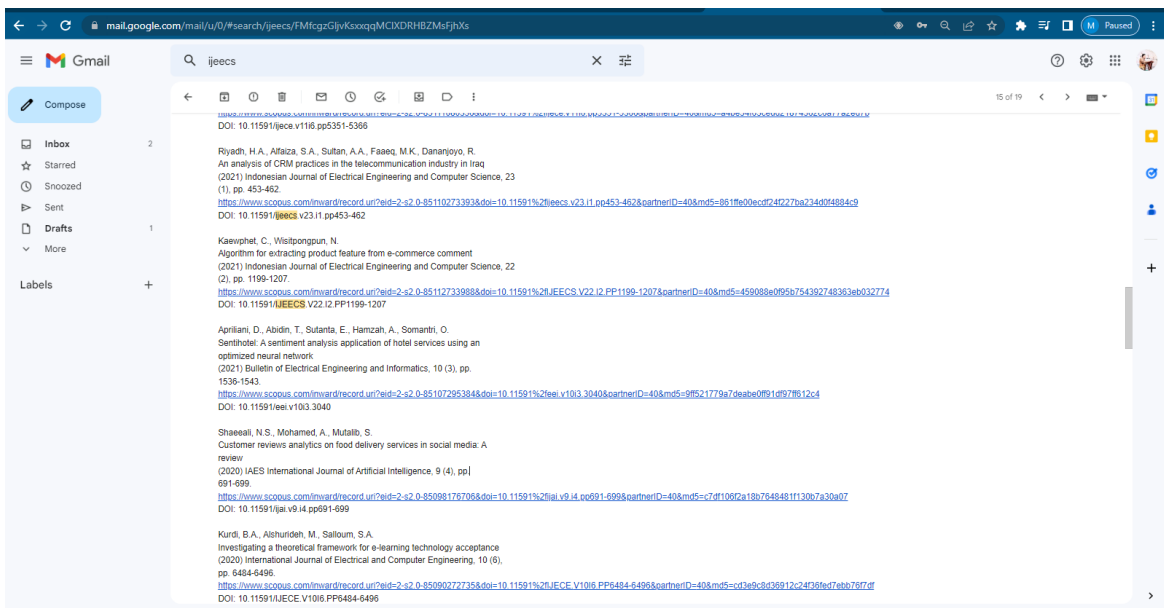 mail.google.com/mail/u/0/#search/ijeecs/FMfcgzGljvKsxxqqMCIXDRHBZMsFjhXs
M Paused
Gmail
ijeecs
Compose
15 of 19
Inbox 2
Starred
Snoozed
Sent
Drafts 1
More
Labels
DOI: 10.11591/ijece.v11i6.pp5351-5366
Riyadh, H.A., Alfaiza, S.A., Sultan, A.A., Faaeq, M.K., Dananjoyo, R.
An analysis of CRM practices in the telecommunication industry in Iraq
(2021) Indonesian Journal of Electrical Engineering and Computer Science, 23
(1), pp. 453-462.
https://www.scopus.com/inward/record.uri?eid=2-s2.0-85110273393&doi=10.11591%2fijeecs.v23.i1.pp453-462&partnerID=40&md5=861ffe00ecdf24f227ba234d0f4884c9
DOI: 10.11591/ijeecs.v23.i1.pp453-462
Kaewphet, C., Wisitpongpun, N.
Algorithm for extracting product feature from e-commerce comment
(2021) Indonesian Journal of Electrical Engineering and Computer Science, 22
(2), pp. 1199-1207.
https://www.scopus.com/inward/record.uri?eid=2-s2.0-85112733988&doi=10.11591%2fIJEECS.V22.I2.PP1199-1207&partnerID=40&md5=459088e0f95b754392748363eb032774
DOI: 10.11591/IJEECS.V22.I2.PP1199-1207
Apriliani, D., Abidin, T., Sutanta, E., Hamzah, A., Somantri, O.
Sentihotel: A sentiment analysis application of hotel services using an
optimized neural network
(2021) Bulletin of Electrical Engineering and Informatics, 10 (3), pp.
1536-1543.
https://www.scopus.com/inward/record.uri?eid=2-s2.0-85107295384&doi=10.11591%2feei.v10i3.3040&partnerID=40&md5=9ff521779a7deabe0ff91df97ff612c4
DOI: 10.11591/eei.v10i3.3040
Shaeeali, N.S., Mohamed, A., Mutalib, S.
Customer reviews analytics on food delivery services in social media: A
review
(2020) IAES International Journal of Artificial Intelligence, 9 (4), pp.
691-699.
https://www.scopus.com/inward/record.uri?eid=2-s2.0-85098176706&doi=10.11591%2fijai.v9.i4.pp691-699&partnerID=40&md5=c7df106f2a18b7648481f130b7a30a07
DOI: 10.11591/ijai.v9.i4.pp691-699
Kurdi, B.A., Alshurideh, M., Salloum, S.A.
Investigating a theoretical framework for e-learning technology acceptance
(2020) International Journal of Electrical and Computer Engineering, 10 (6),
pp. 6484-6496.
https://www.scopus.com/inward/record.uri?eid=2-s2.0-85090272735&doi=10.11591%2fIJECE.V10I6.PP6484-6496&partnerID=40&md5=cd3e9c8d36912c24f36fed7ebb76f7df
DOI: 10.11591/IJECE.V10I6.PP6484-6496